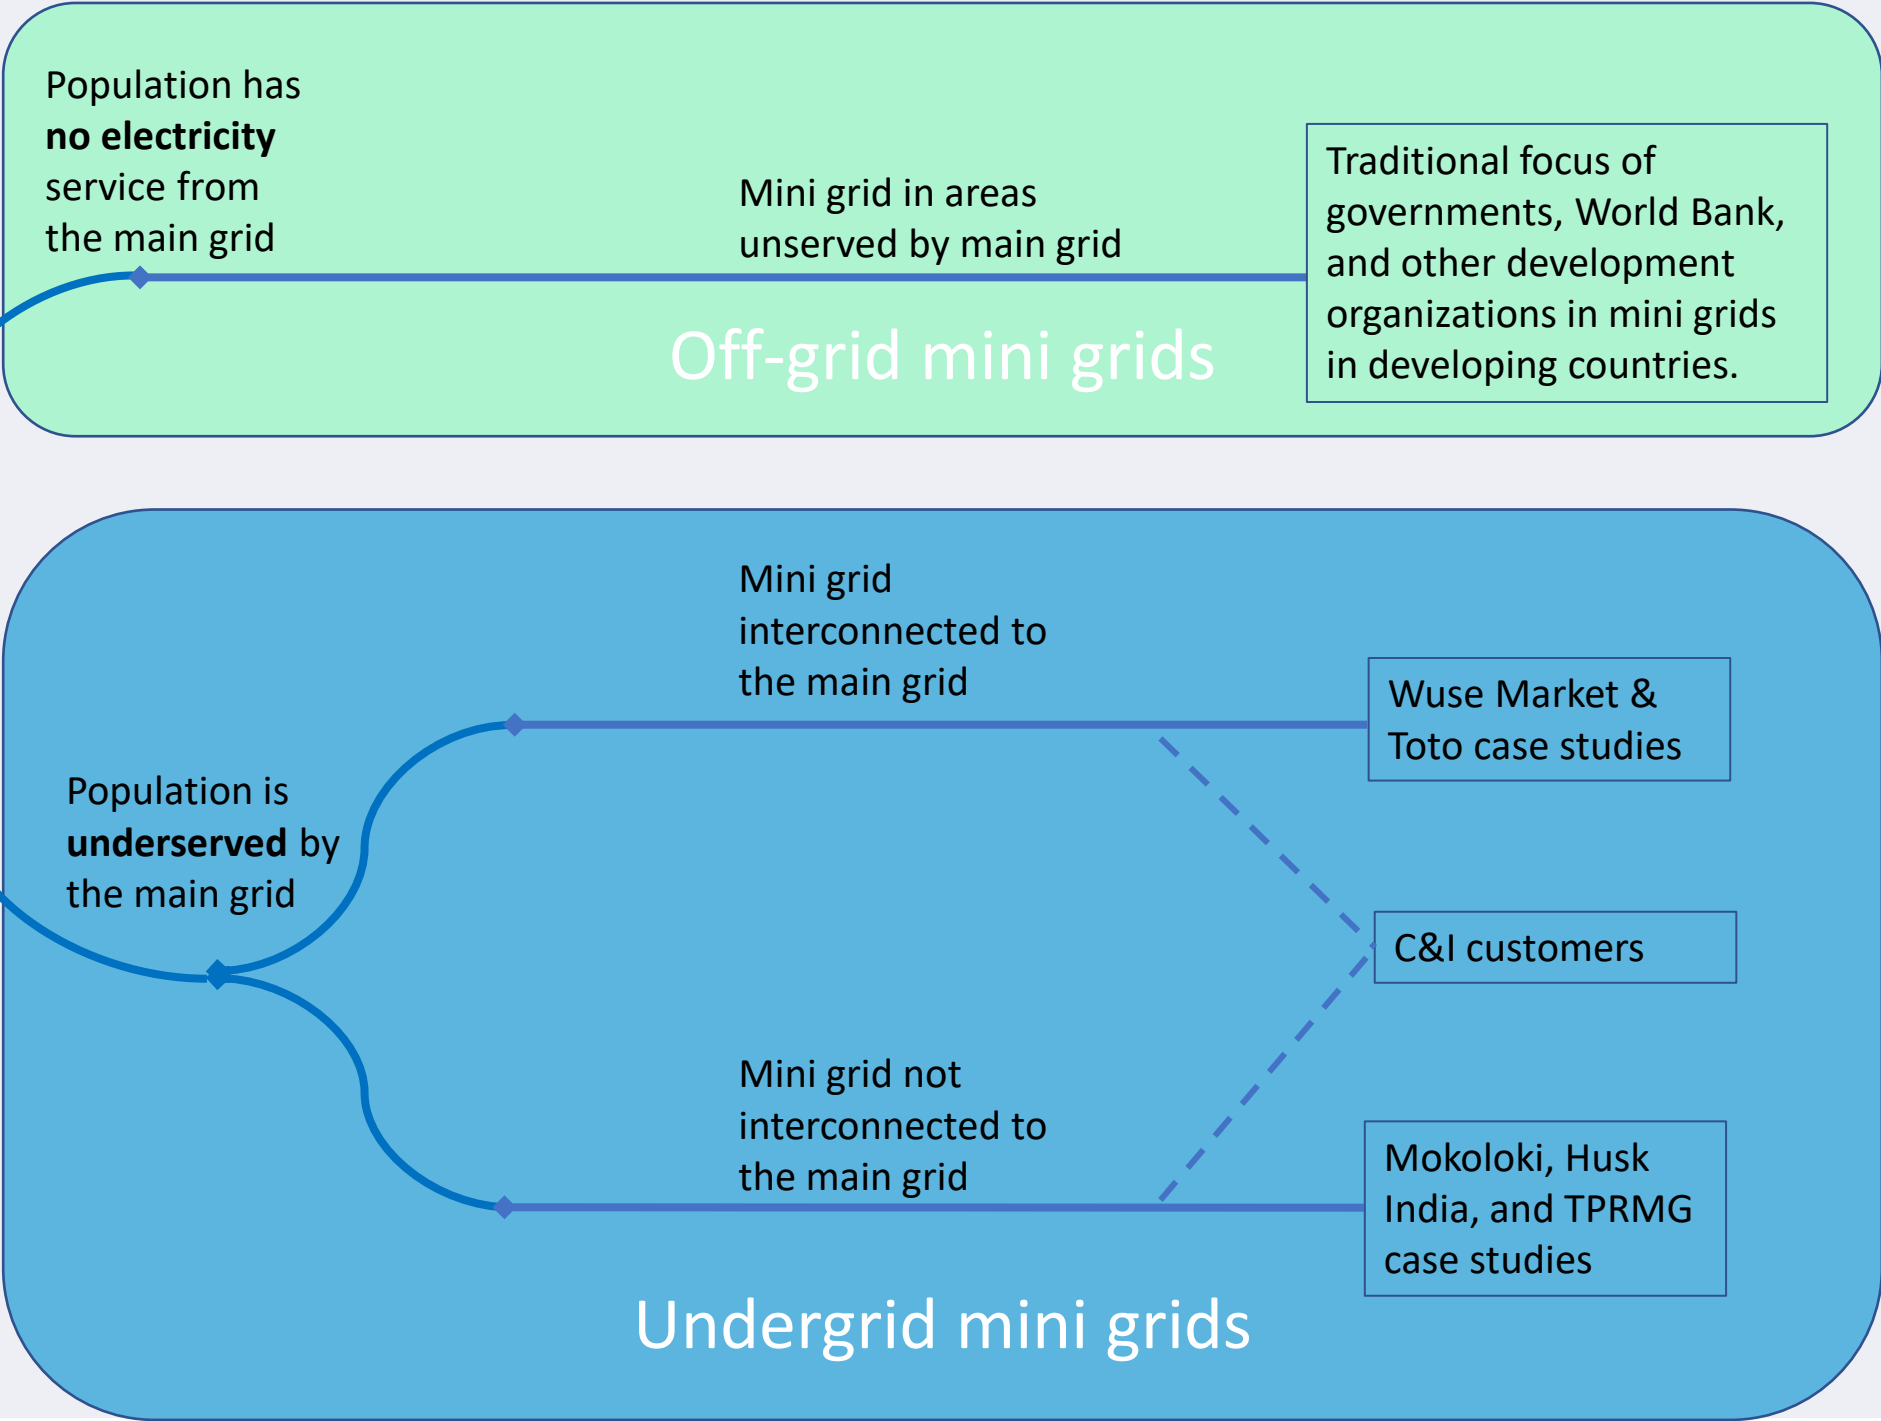 Population has
no electricity
service from
the main grid
Mini grid in areas
unserved by main grid
Traditional focus of
governments, World Bank,
and other development
organizations in mini grids
in developing countries.
Off-grid mini grids
Mini grid
interconnected to
the main grid
Wuse Market &
Toto case studies
Population is
underserved by
the main grid
C&I customers
Mini grid not
interconnected to
the main grid
Mokoloki, Husk
India, and TPRMG
case studies
Undergrid mini grids